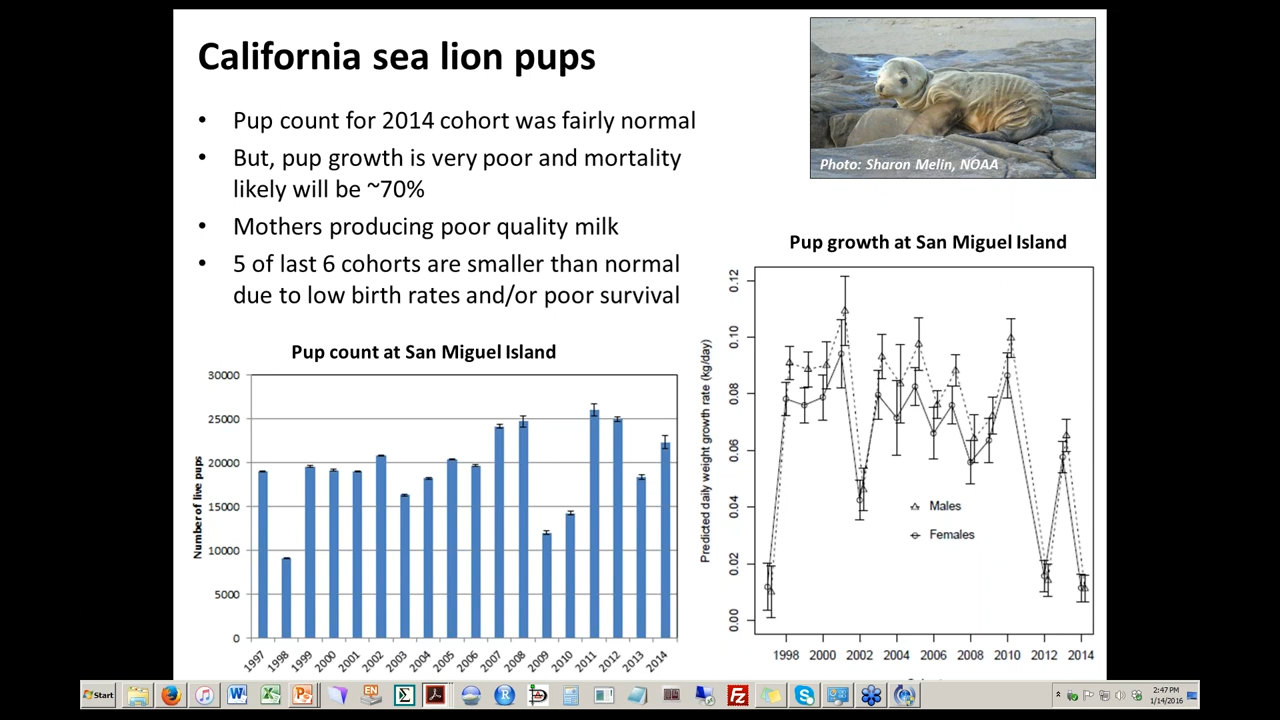 California sea lion pups
• Pup count for 2014 cohort was fairly normal
• But, pup growth is very poor and mortality
likely will be ~70%
• Mothers producing poor quality milk
• 5 of last 6 cohorts are smaller than normal
due to low birth rates and/or poor survival
Photo: Sharon Melin, NOAA
Pup count at San Miguel Island
Number of live pups
30000
25000
20000
15000
10000
5000
0
1997 1998 1999 2000 2001 2002 2003 2004 2005 2006 2007 2008 2009 2010 2011 2012 2013 2014
Pup growth at San Miguel Island
Predicted daily weight growth rate (kg/day)
0.12
0.10
0.08
0.06
0.04
0.02
0.00
Males
Females
1998 2000 2002 2004 2006 2008 2010 2012 2014
Start
EN
2:47 PM
1/14/2016